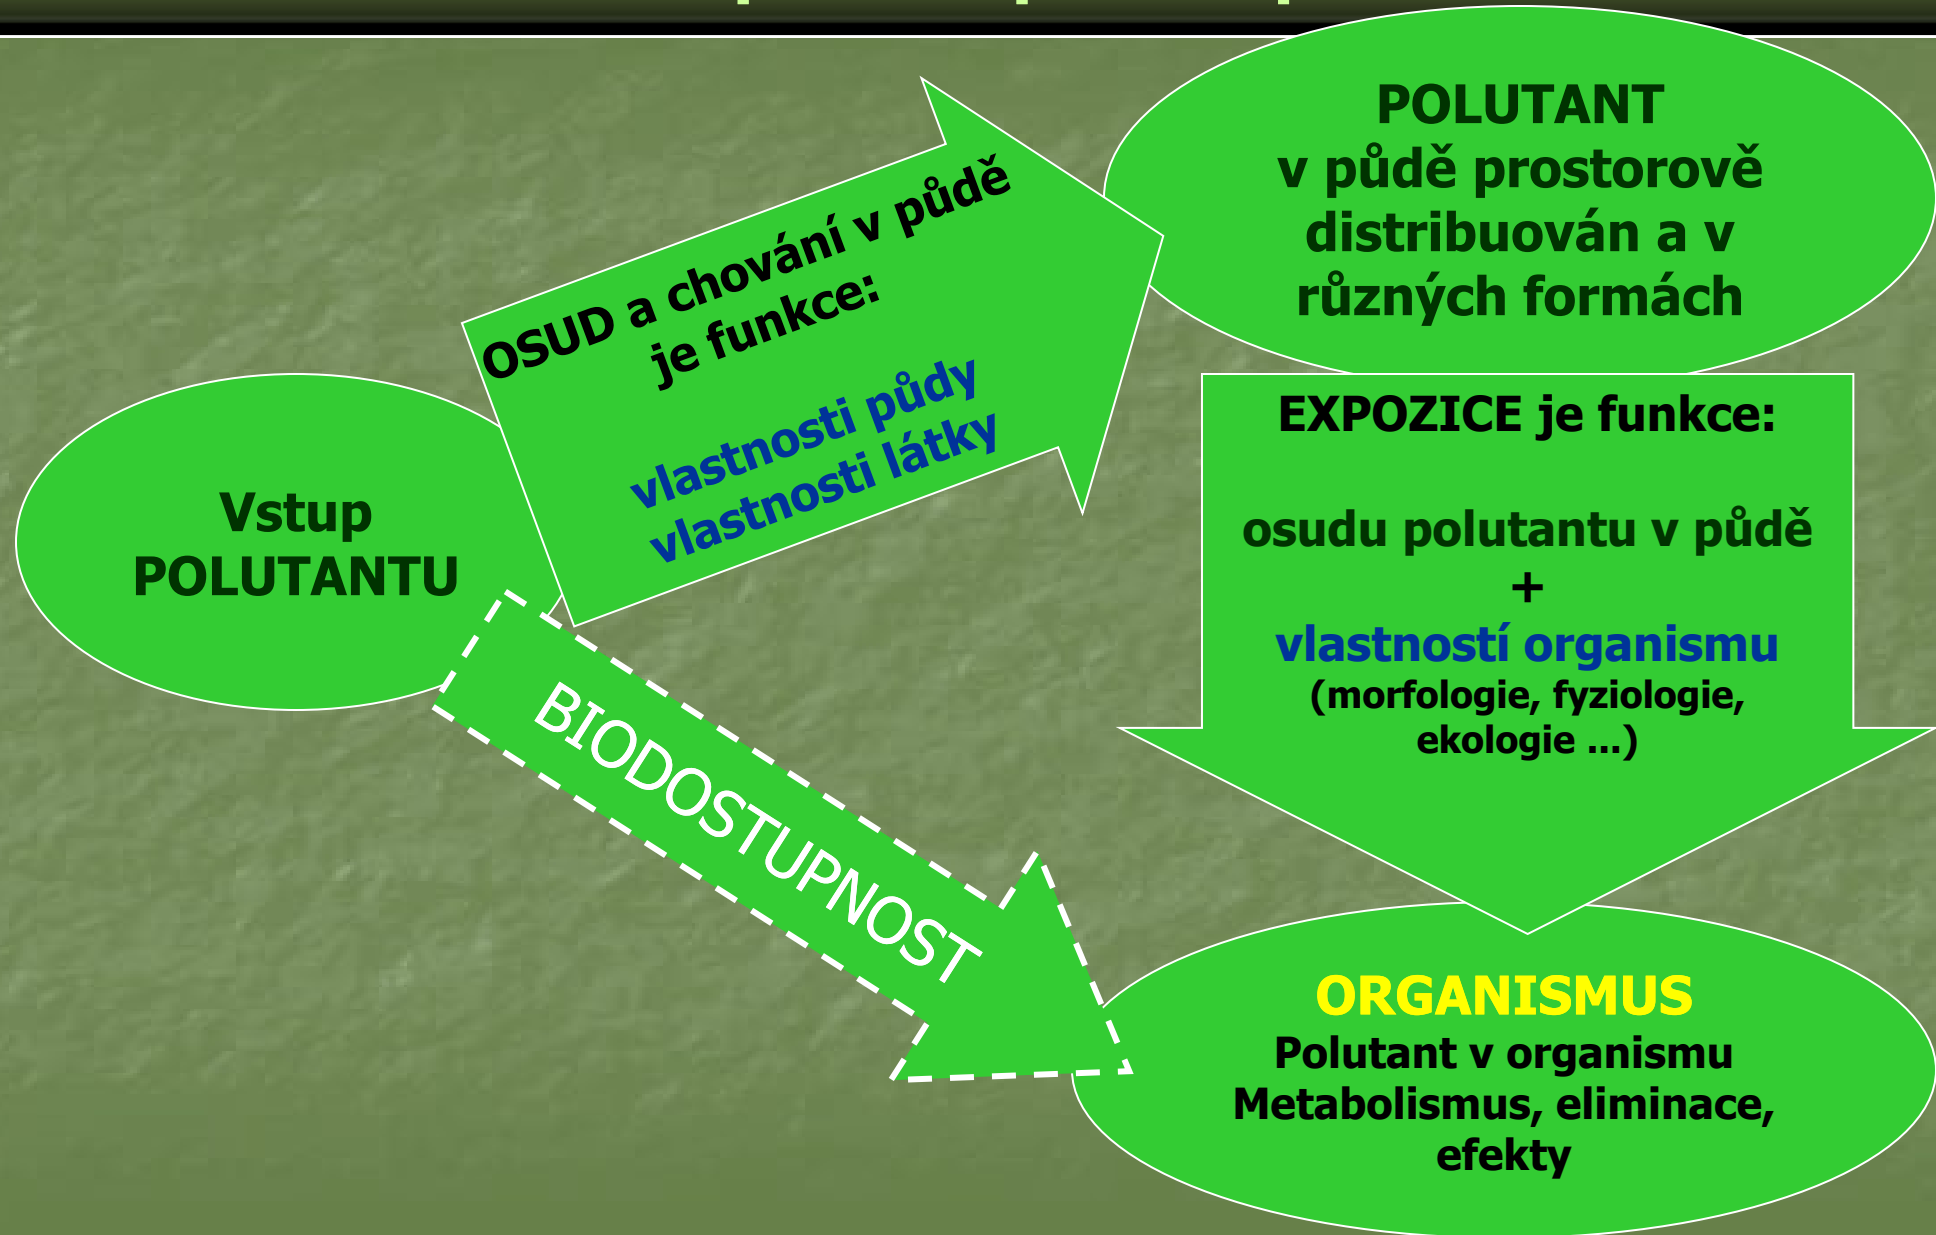 POLUTANT
v půdě prostorově
distribuován a v
různých formách
OSUD a chování v půdě
je funkce:
vlastnosti půdy
vlastnosti látky
Vstup
POLUTANTU
EXPOZICE je funkce:
osudu polutantu v půdě
+
vlastností organismu
(morfologie, fyziologie,
ekologie ...)
BIODOSTUPNOST
ORGANISMUS
Polutant v organismu
Metabolismus, eliminace,
efekty